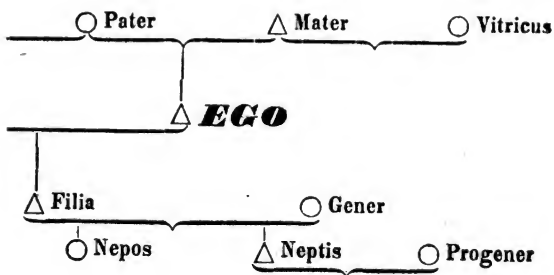 Pater Mater Vitricus
EGO
Filia Gener
Nepos Neptis Progener